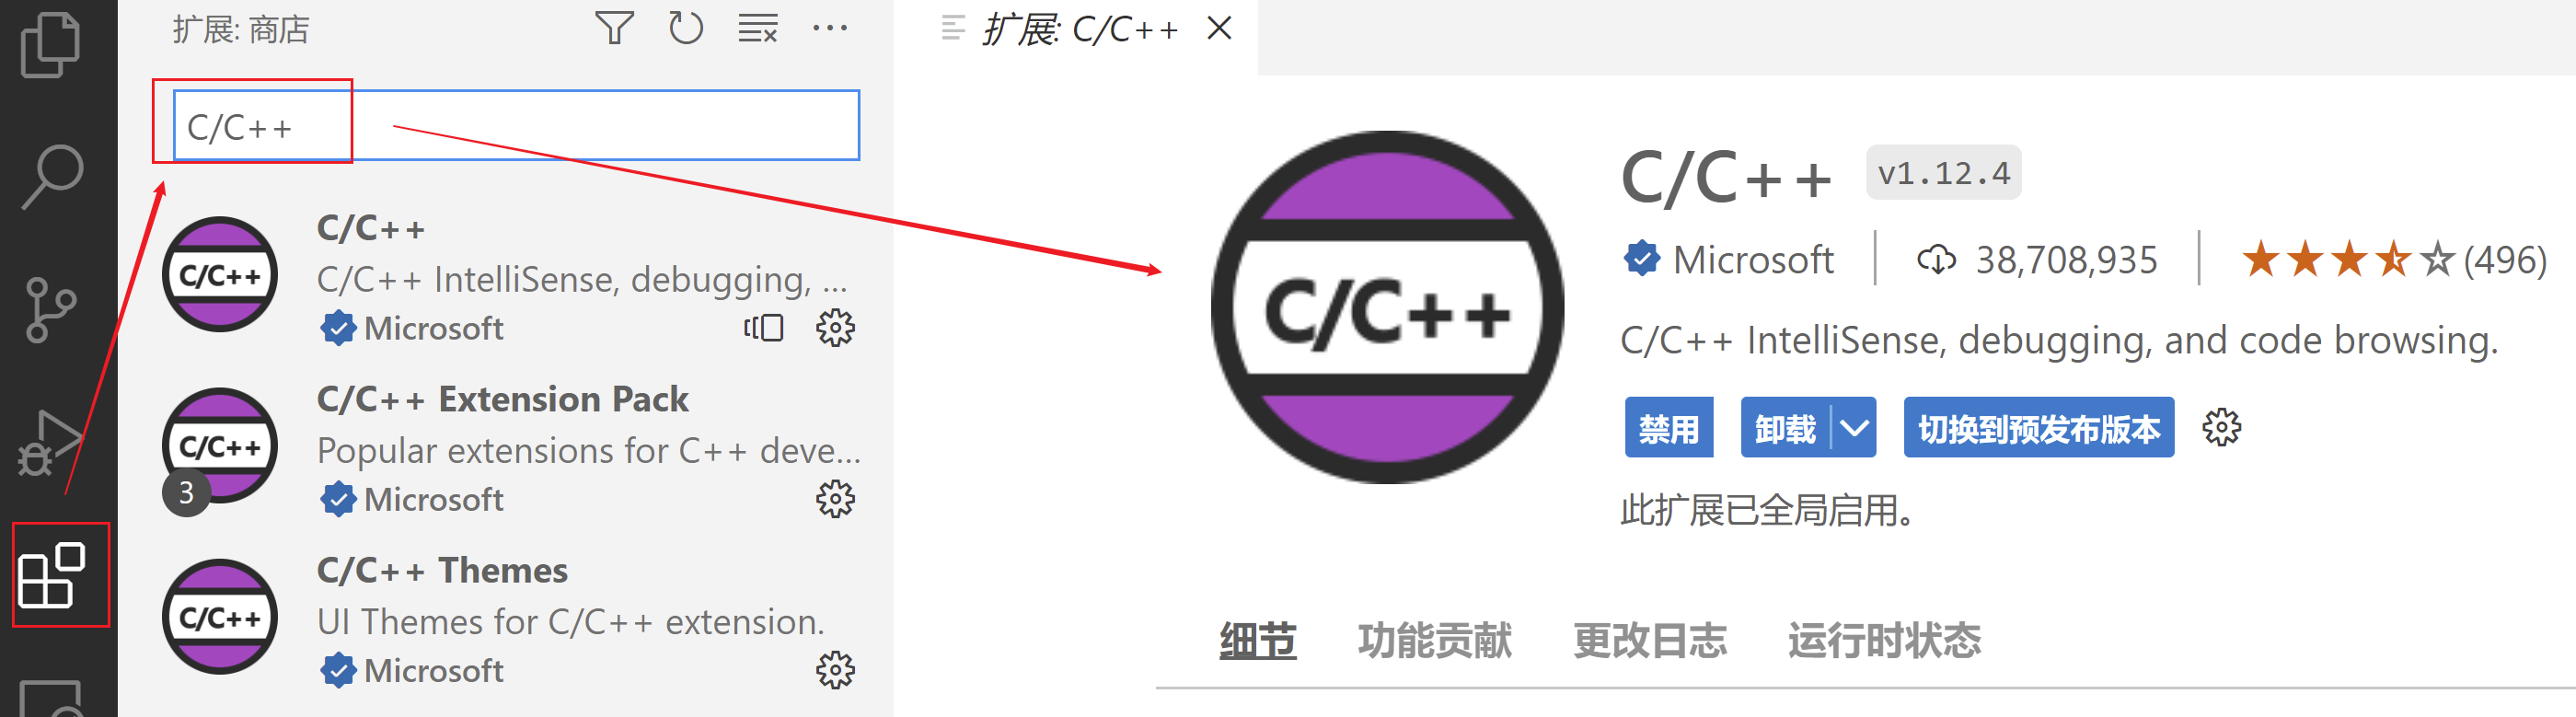 扩展: 商店
C/C++
C/C++
C/C++
C/C++ IntelliSense, debugging, ...
Microsoft
C/C++
C/C++ Extension Pack
Popular extensions for C++ deve...
3
Microsoft
C/C++
C/C++ Themes
UI Themes for C/C++ extension.
Microsoft
扩展: C/C++
C/C++
C/C++ v1.12.4
Microsoft 38,708,935 (496)
C/C++ IntelliSense, debugging, and code browsing.
禁用 卸载 切换到预发布版本
此扩展已全局启用。
细节 功能贡献 更改日志 运行时状态